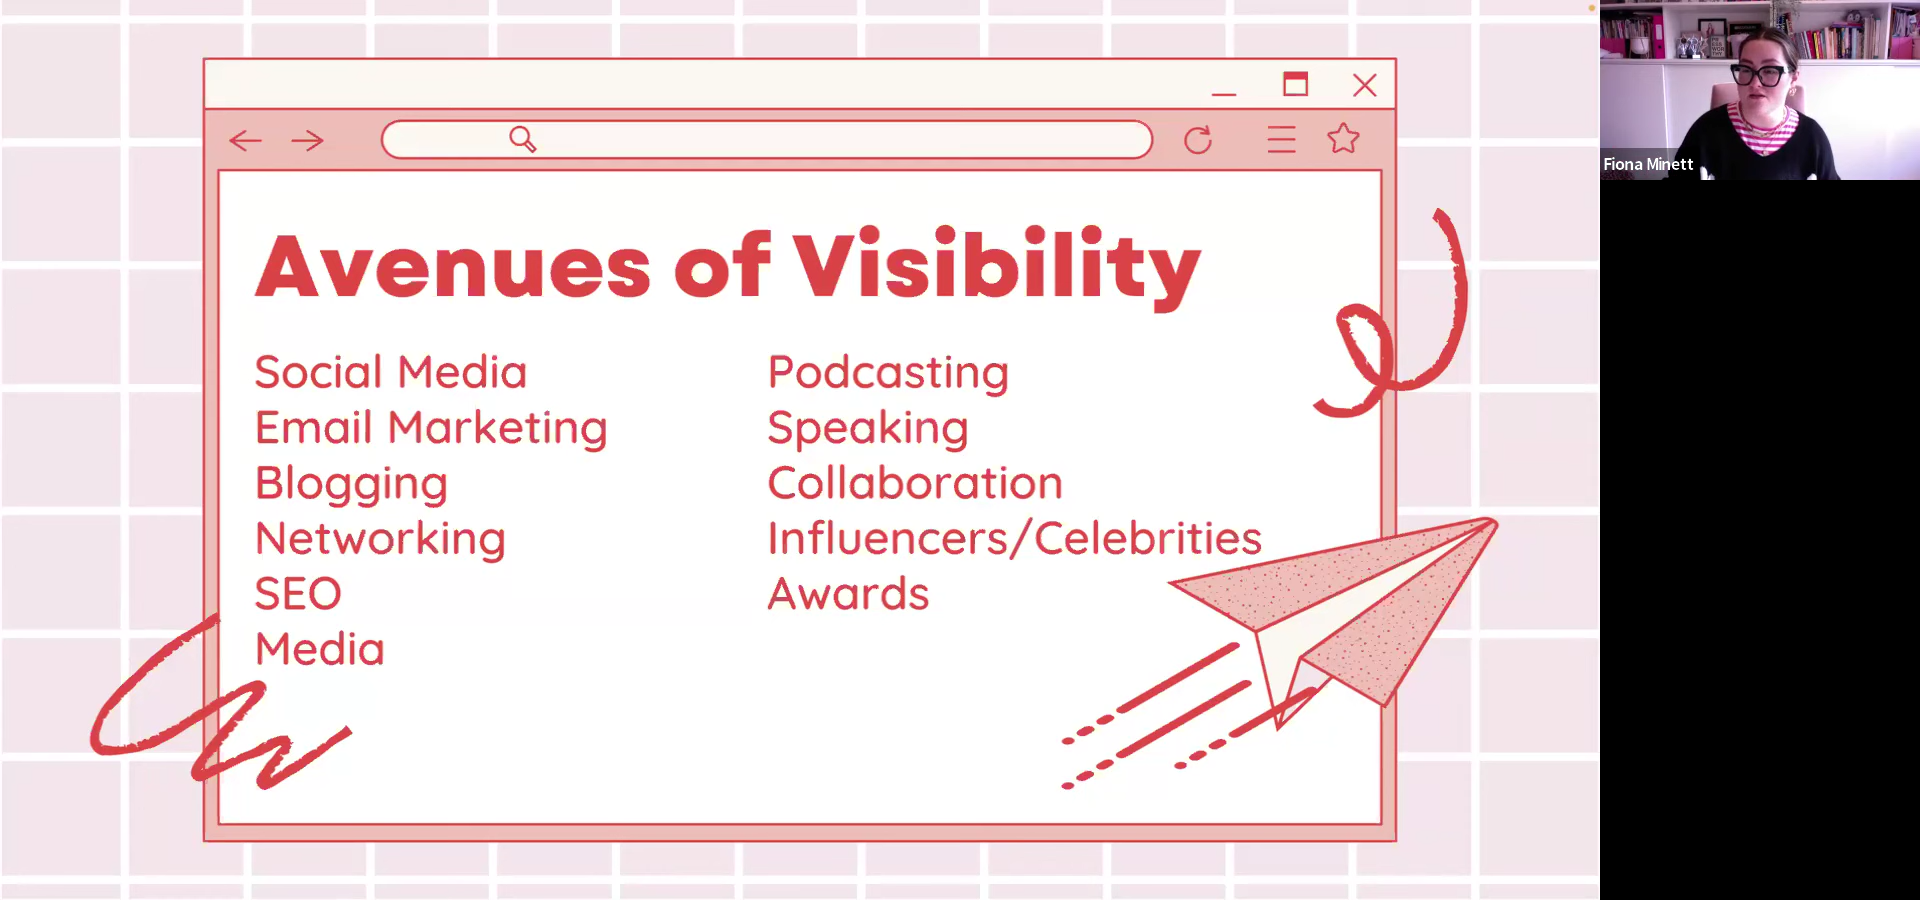 Avenues of Visibility
Social Media
Email Marketing
Blogging
Networking
SEO
Media
Podcasting
Speaking
Collaboration
Influencers/Celebrities
Awards
Fiona Minett